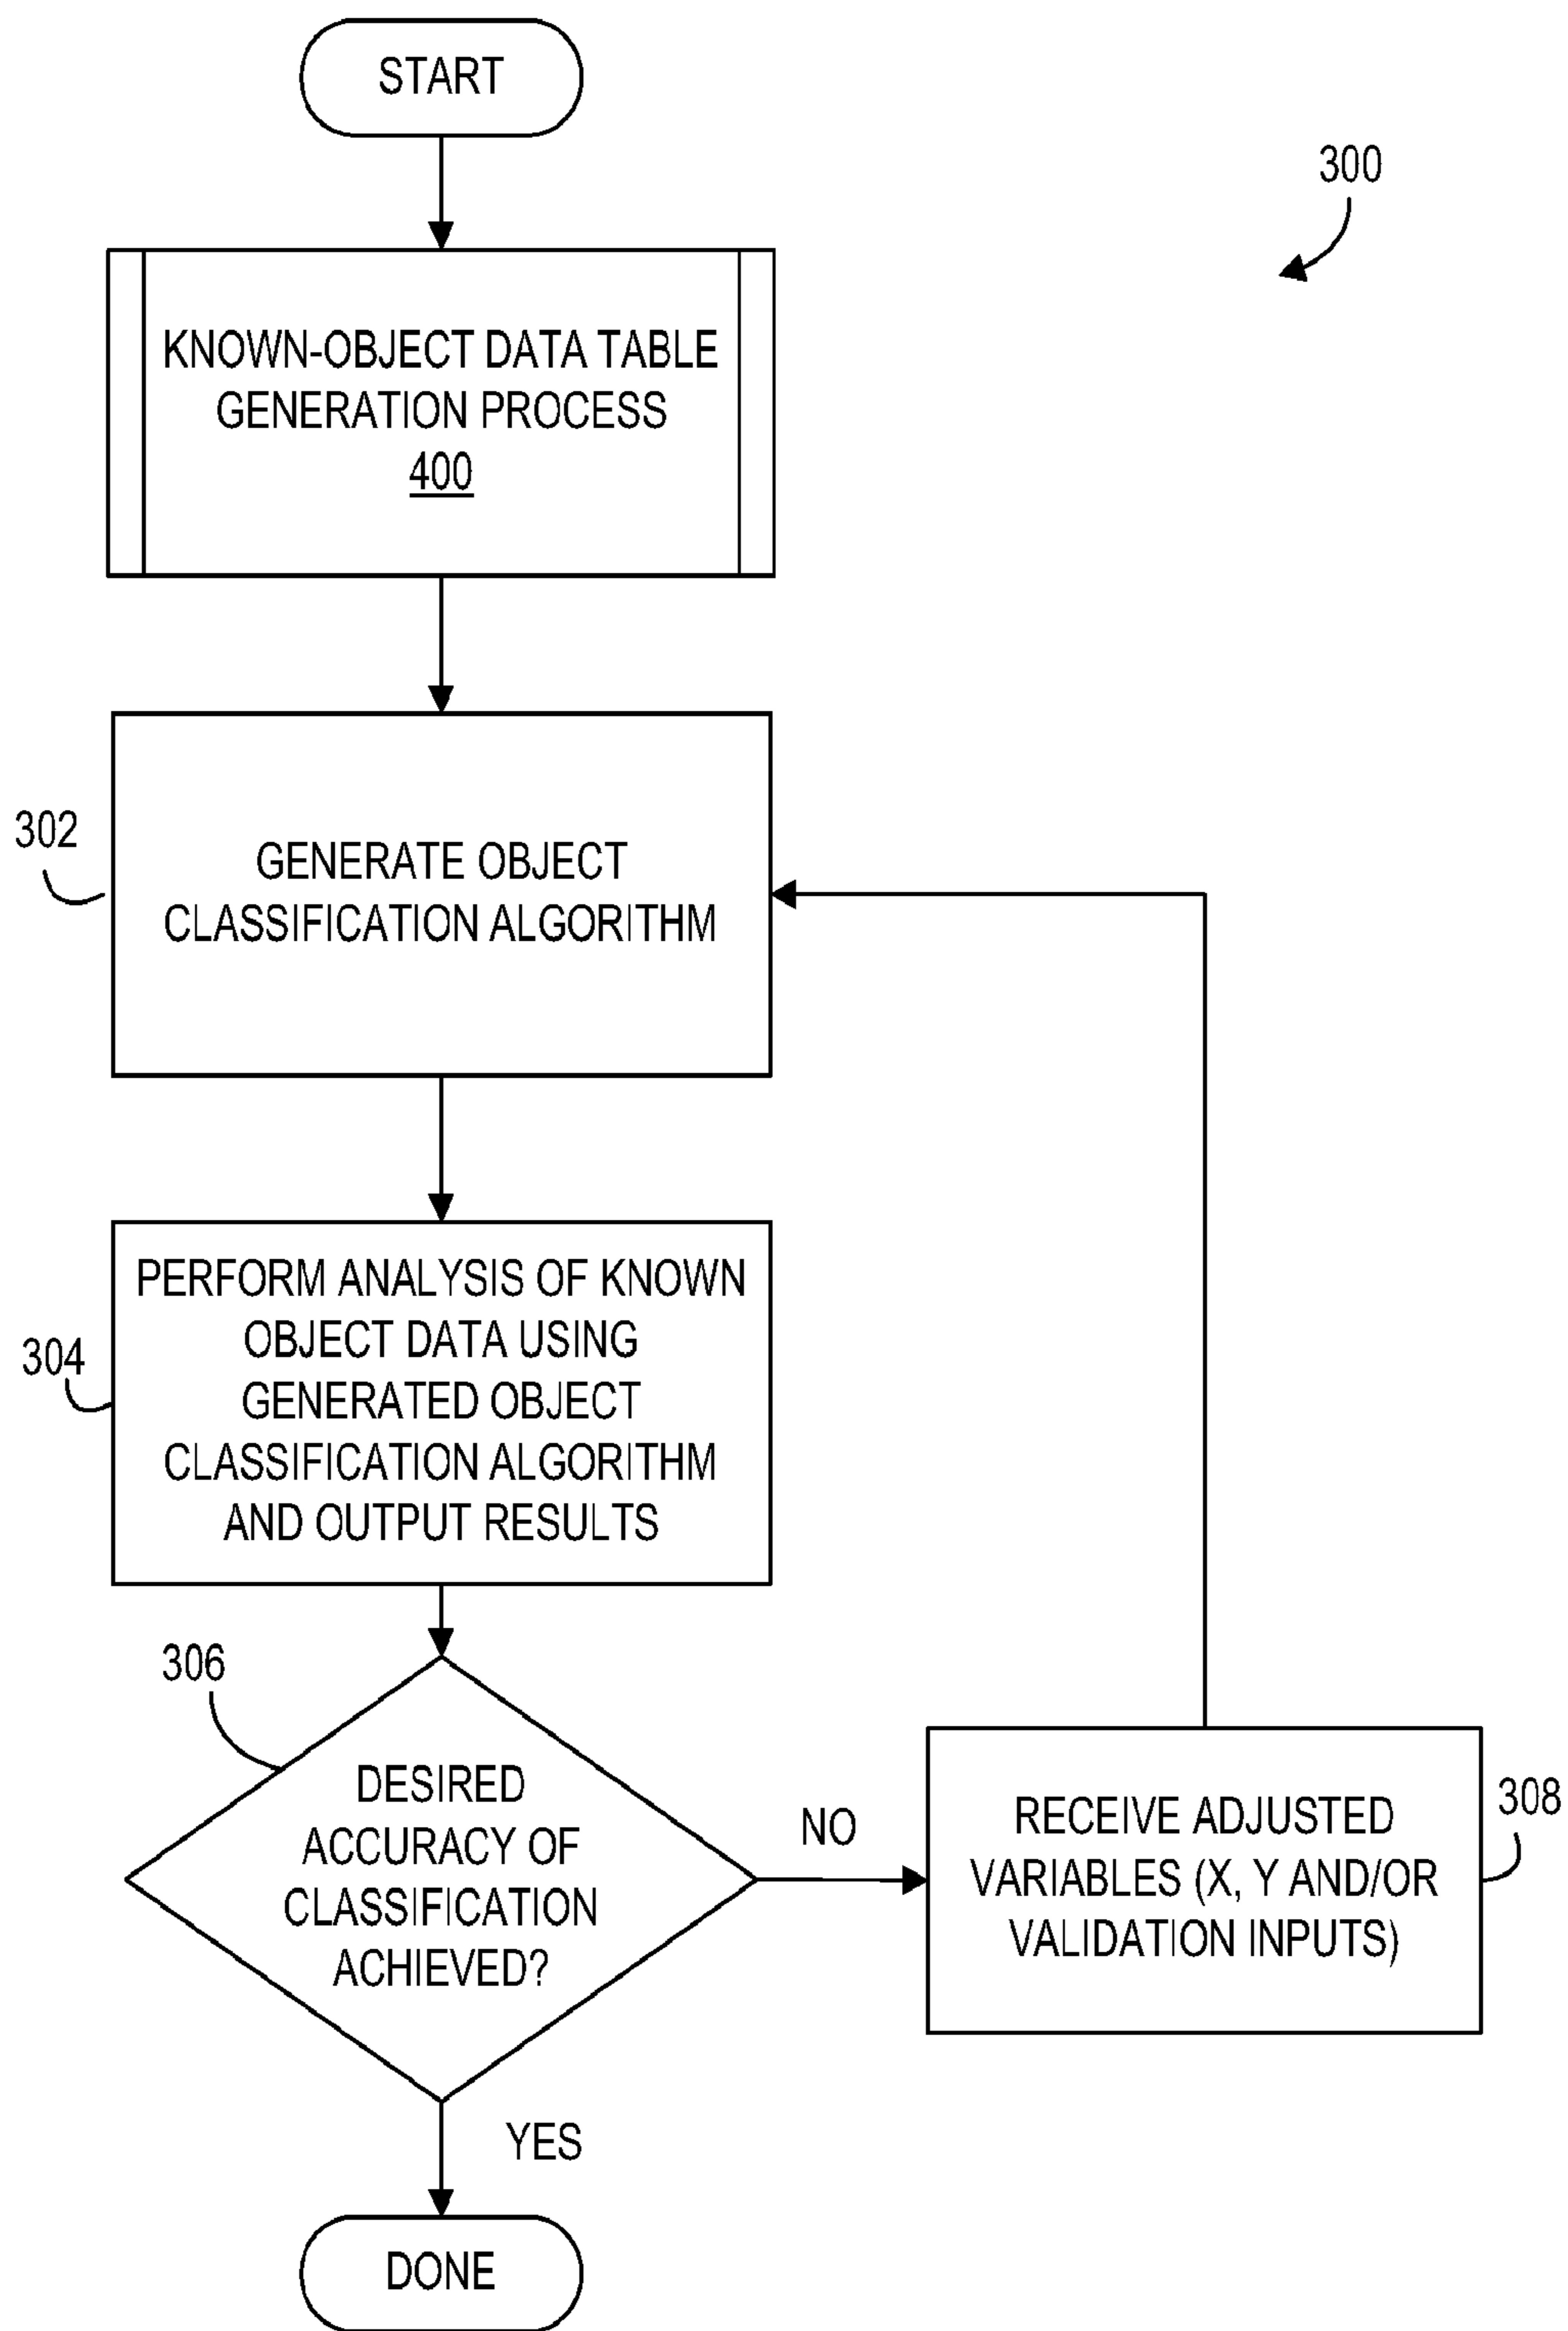 START
300
KNOWN-OBJECT DATA TABLE
GENERATION PROCESS
400
302
GENERATE OBJECT
CLASSIFICATION ALGORITHM
304
PERFORM ANALYSIS OF KNOWN
OBJECT DATA USING
GENERATED OBJECT
CLASSIFICATION ALGORITHM
AND OUTPUT RESULTS
306
DESIRED
ACCURACY OF
CLASSIFICATION
ACHIEVED?
NO
RECEIVE ADJUSTED
VARIABLES (X, Y AND/OR
VALIDATION INPUTS)
308
YES
DONE